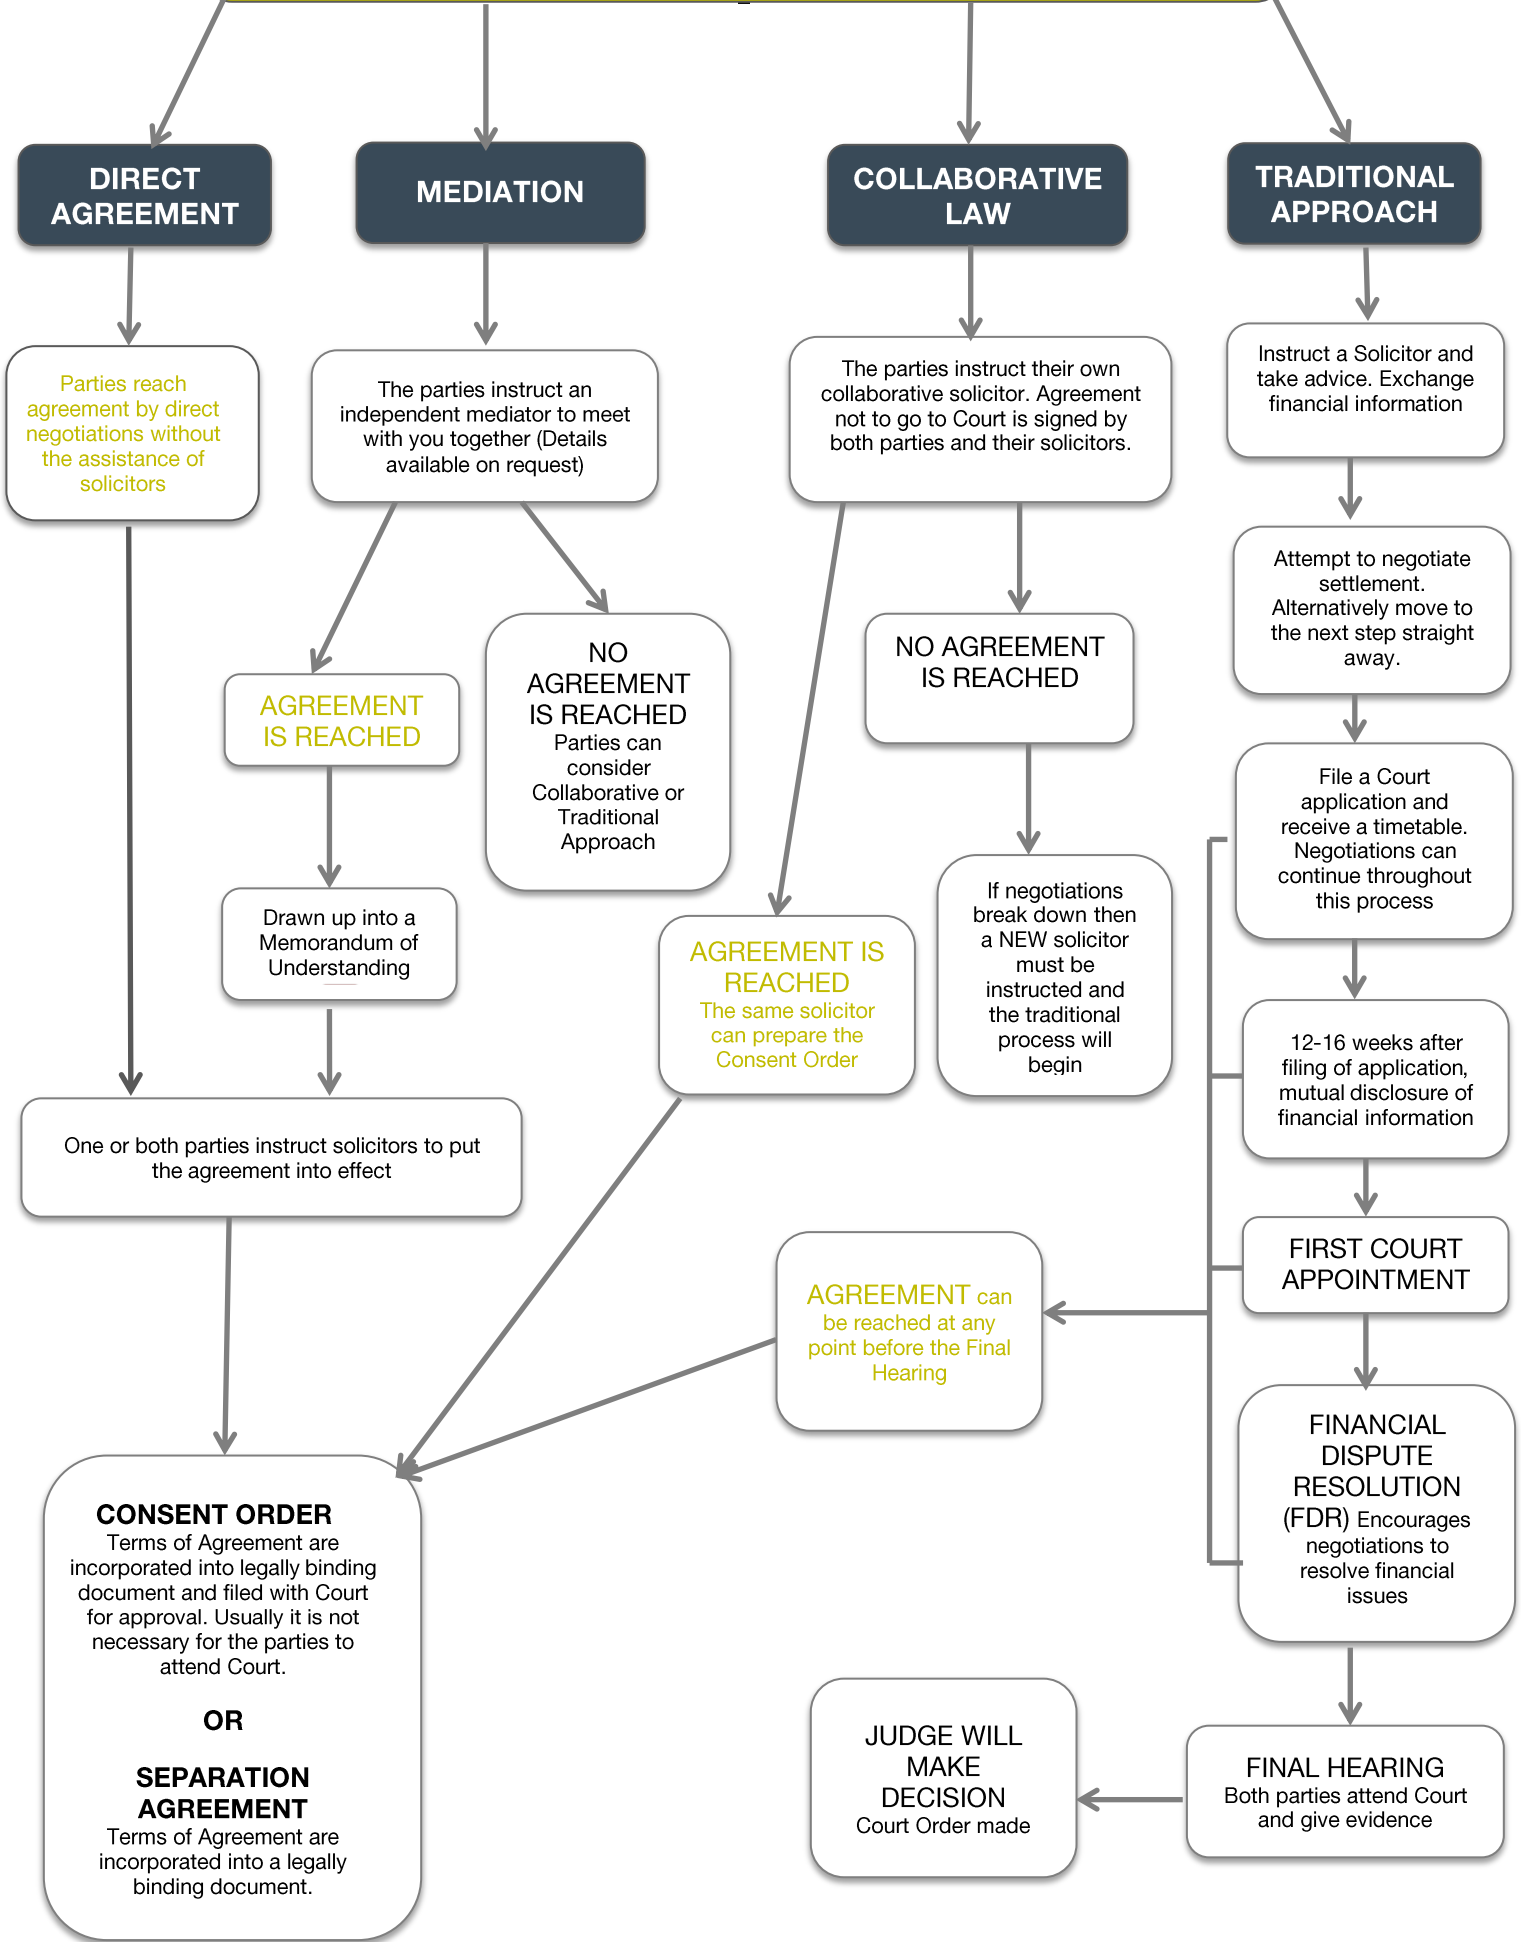 DIRECT
AGREEMENT
MEDIATION
COLLABORATIVE
LAW
TRADITIONAL
APPROACH
Parties reach
agreement by direct
negotiations without
the assistance of
solicitors
The parties instruct an
independent mediator to meet
with you together (Details
available on request)
The parties instruct their own
collaborative solicitor. Agreement
not to go to Court is signed by
both parties and their solicitors.
Instruct a Solicitor and
take advice. Exchange
financial information
Attempt to negotiate
settlement.
Alternatively move to
the next step straight
away.
AGREEMENT
IS REACHED
NO
AGREEMENT
IS REACHED
Parties can
consider
Collaborative or
Traditional
Approach
NO AGREEMENT
IS REACHED
File a Court
application and
receive a timetable.
Negotiations can
continue throughout
this process
Drawn up into a
Memorandum of
Understanding
AGREEMENT IS
REACHED
The same solicitor
can prepare the
Consent Order
If negotiations
break down then
a NEW solicitor
must be
instructed and
the traditional
process will
begin
12-16 weeks after
filing of application,
mutual disclosure of
financial information
One or both parties instruct solicitors to put
the agreement into effect
FIRST COURT
APPOINTMENT
AGREEMENT can
be reached at any
point before the Final
Hearing
FINANCIAL
DISPUTE
RESOLUTION
(FDR) Encourages
negotiations to
resolve financial
issues
CONSENT ORDER
Terms of Agreement are
incorporated into legally binding
document and filed with Court
for approval. Usually it is not
necessary for the parties to
attend Court.
OR
SEPARATION
AGREEMENT
Terms of Agreement are
incorporated into a legally
binding document.
JUDGE WILL
MAKE
DECISION
Court Order made
FINAL HEARING
Both parties attend Court
and give evidence